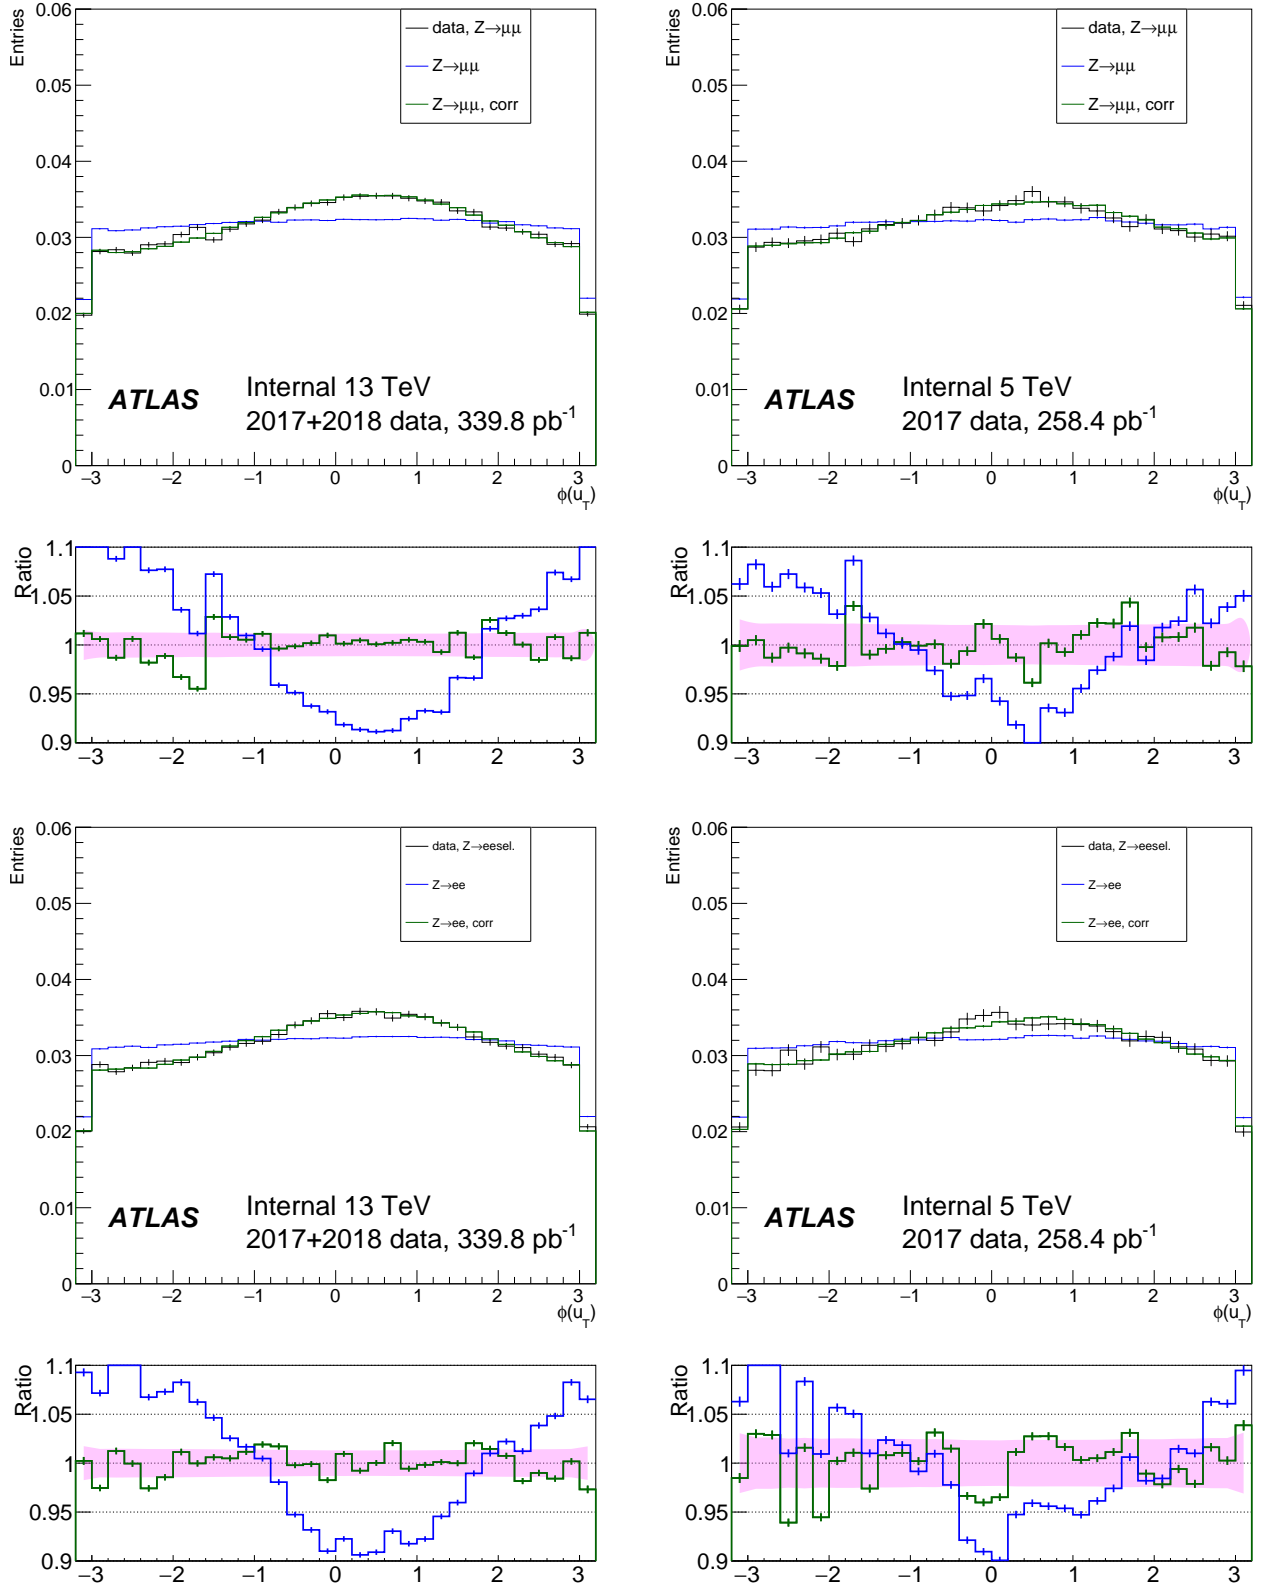 Entries
0.06
0.05
0.04
0.03
0.02
0.01
0
data, Z→μμ
Z→μμ
Z→μμ, corr
ATLAS Internal 13 TeV
2017+2018 data, 339.8 pb-1
−3 −2 −1 0 1 2 3
ϕ(uT)
Ratio
1.1
1.05
1
0.95
0.9
−3 −2 −1 0 1 2 3
Entries
0.06
0.05
0.04
0.03
0.02
0.01
0
data, Z→μμ
Z→μμ
Z→μμ, corr
ATLAS Internal 5 TeV
2017 data, 258.4 pb-1
−3 −2 −1 0 1 2 3
ϕ(uT)
Ratio
1.1
1.05
1
0.95
0.9
−3 −2 −1 0 1 2 3
Entries
0.06
0.05
0.04
0.03
0.02
0.01
0
data, Z→eesel.
Z→ee
Z→ee, corr
ATLAS Internal 13 TeV
2017+2018 data, 339.8 pb-1
−3 −2 −1 0 1 2 3
ϕ(uT)
Ratio
1.1
1.05
1
0.95
0.9
−3 −2 −1 0 1 2 3
Entries
0.06
0.05
0.04
0.03
0.02
0.01
0
data, Z→eesel.
Z→ee
Z→ee, corr
ATLAS Internal 5 TeV
2017 data, 258.4 pb-1
−3 −2 −1 0 1 2 3
ϕ(uT)
Ratio
1.1
1.05
1
0.95
0.9
−3 −2 −1 0 1 2 3